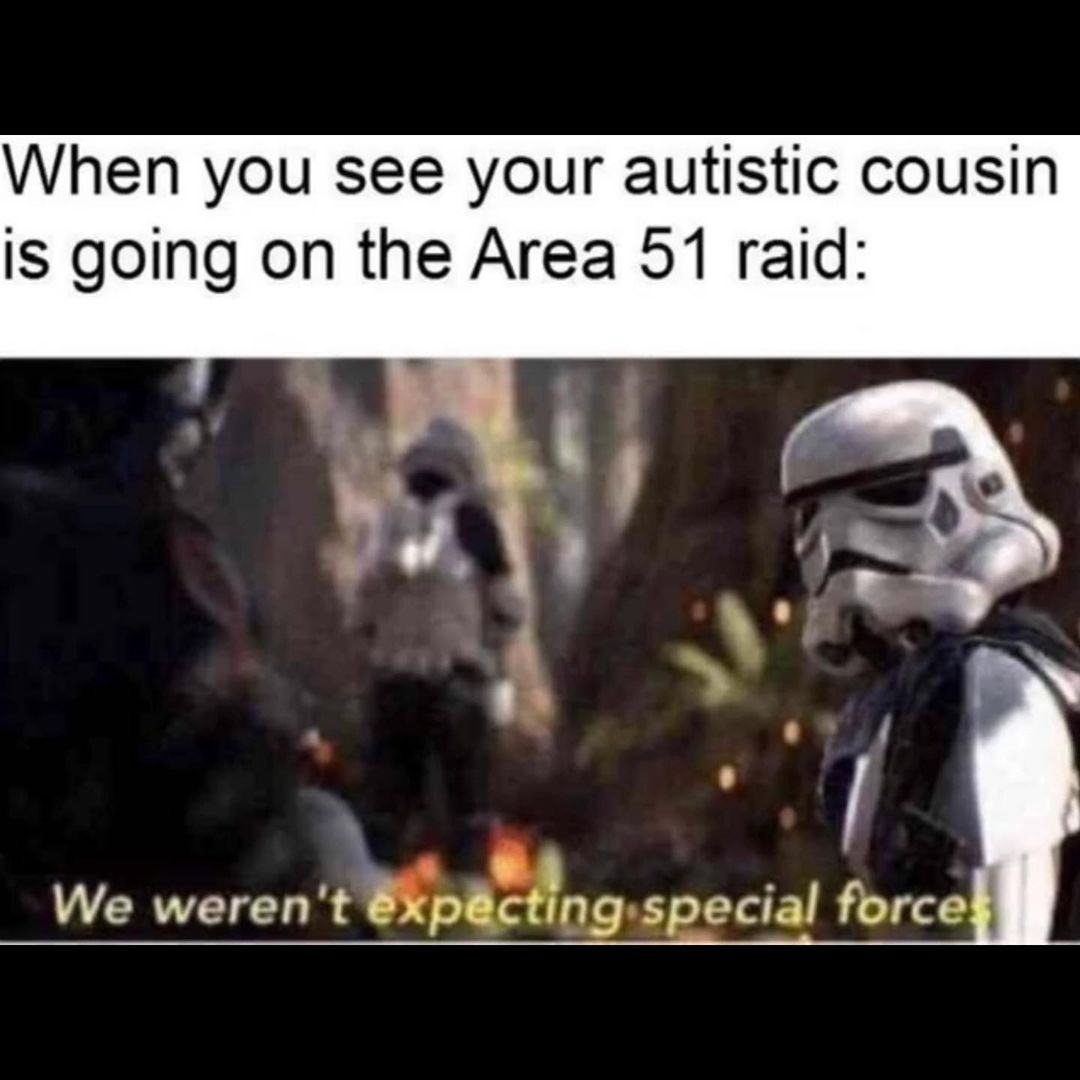 When you see your autistic cousin
is going on the Area 51 raid:
We weren't expecting special forces